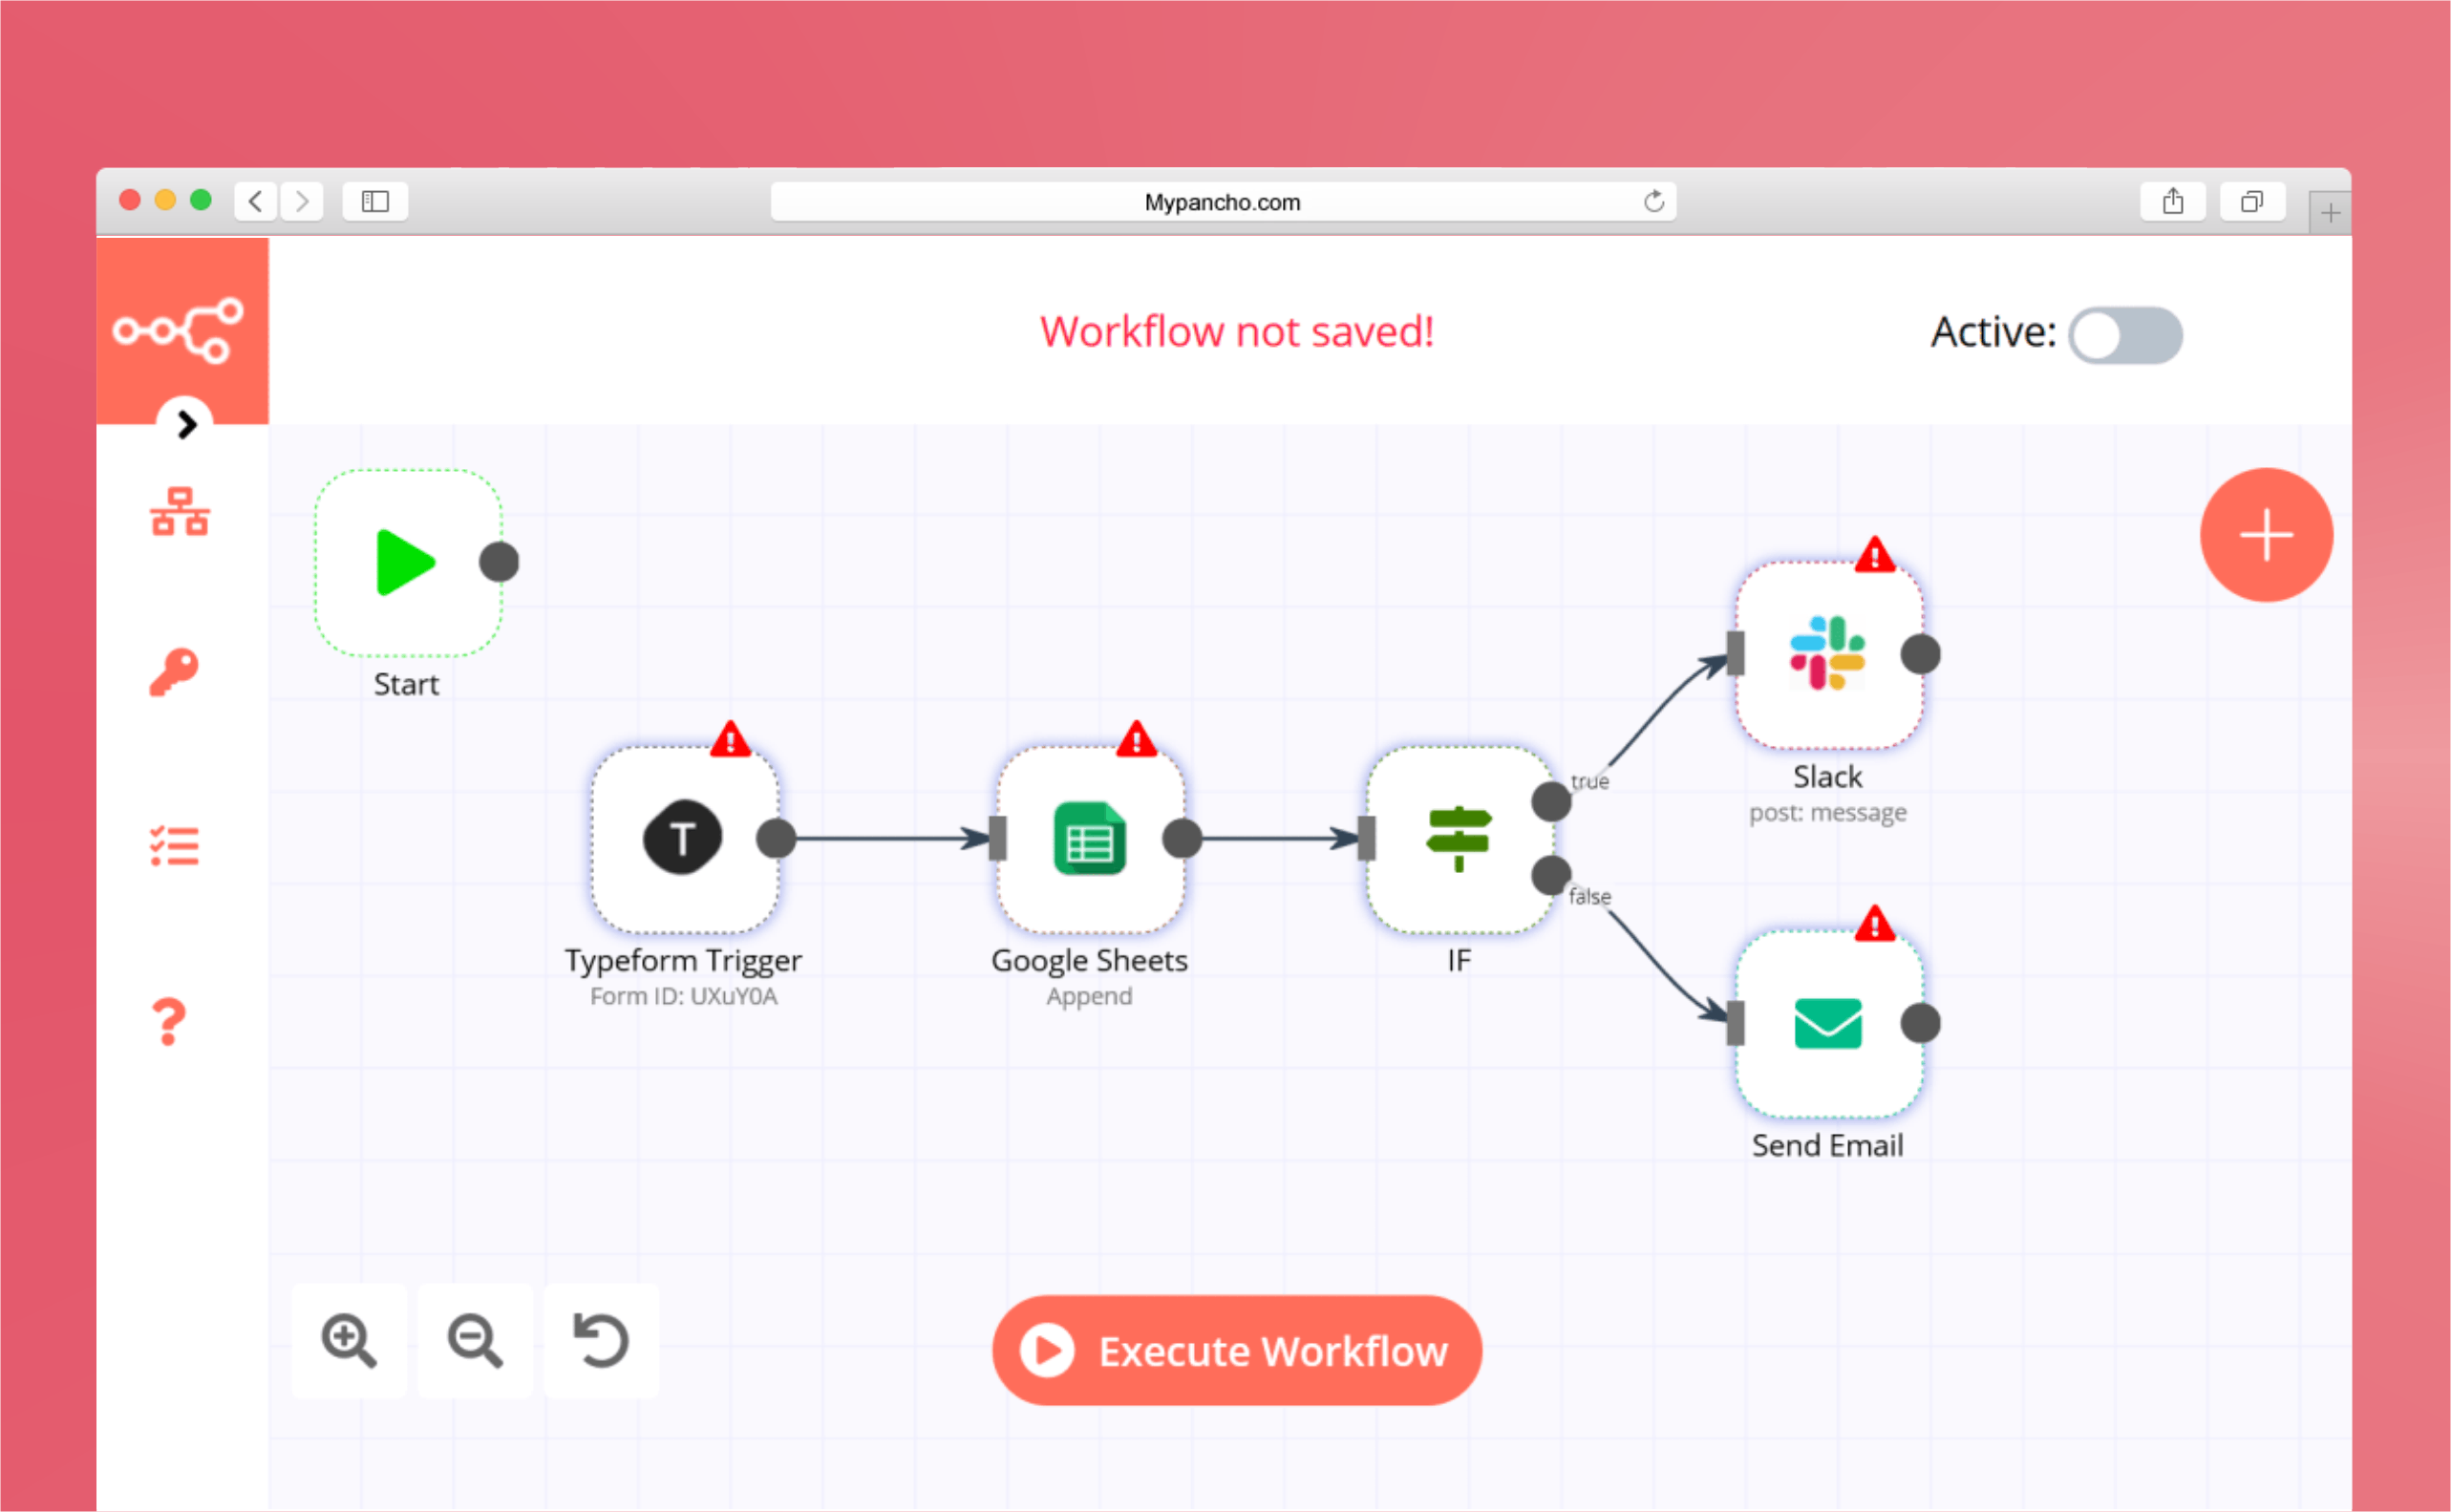 Mypancho.com
Workflow not saved!
Active:
Start
true
Slack
post: message
T
false
Typeform Trigger
Form ID: UXuY0A
Google Sheets
Append
IF
Send Email
Execute Workflow